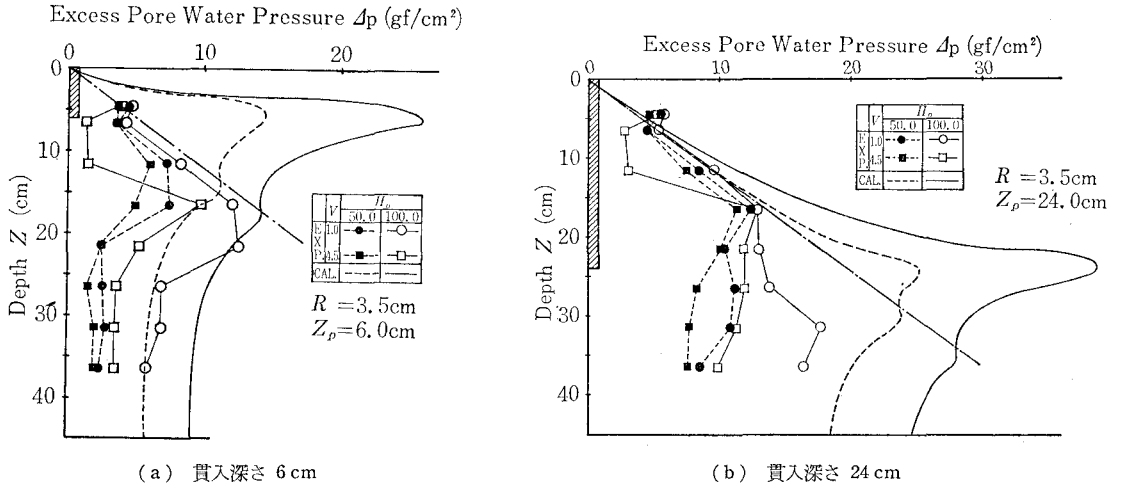 Excess Pore Water Pressure Δp (gf/cm²)
0 10 20
0
10
20
30
40
Depth Z (cm)
V H₀
50.0 100.0
EXP. 1.0
4.5
CAL.
R = 3.5cm
Zₚ=6.0cm
(a) 貫入深さ 6 cm
Excess Pore Water Pressure Δp (gf/cm²)
0 10 20 30
0
10
20
30
40
Depth Z (cm)
V H₀
50.0 100.0
EXP. 1.0
4.5
CAL.
R = 3.5cm
Zₚ=24.0cm
(b) 貫入深さ 24 cm